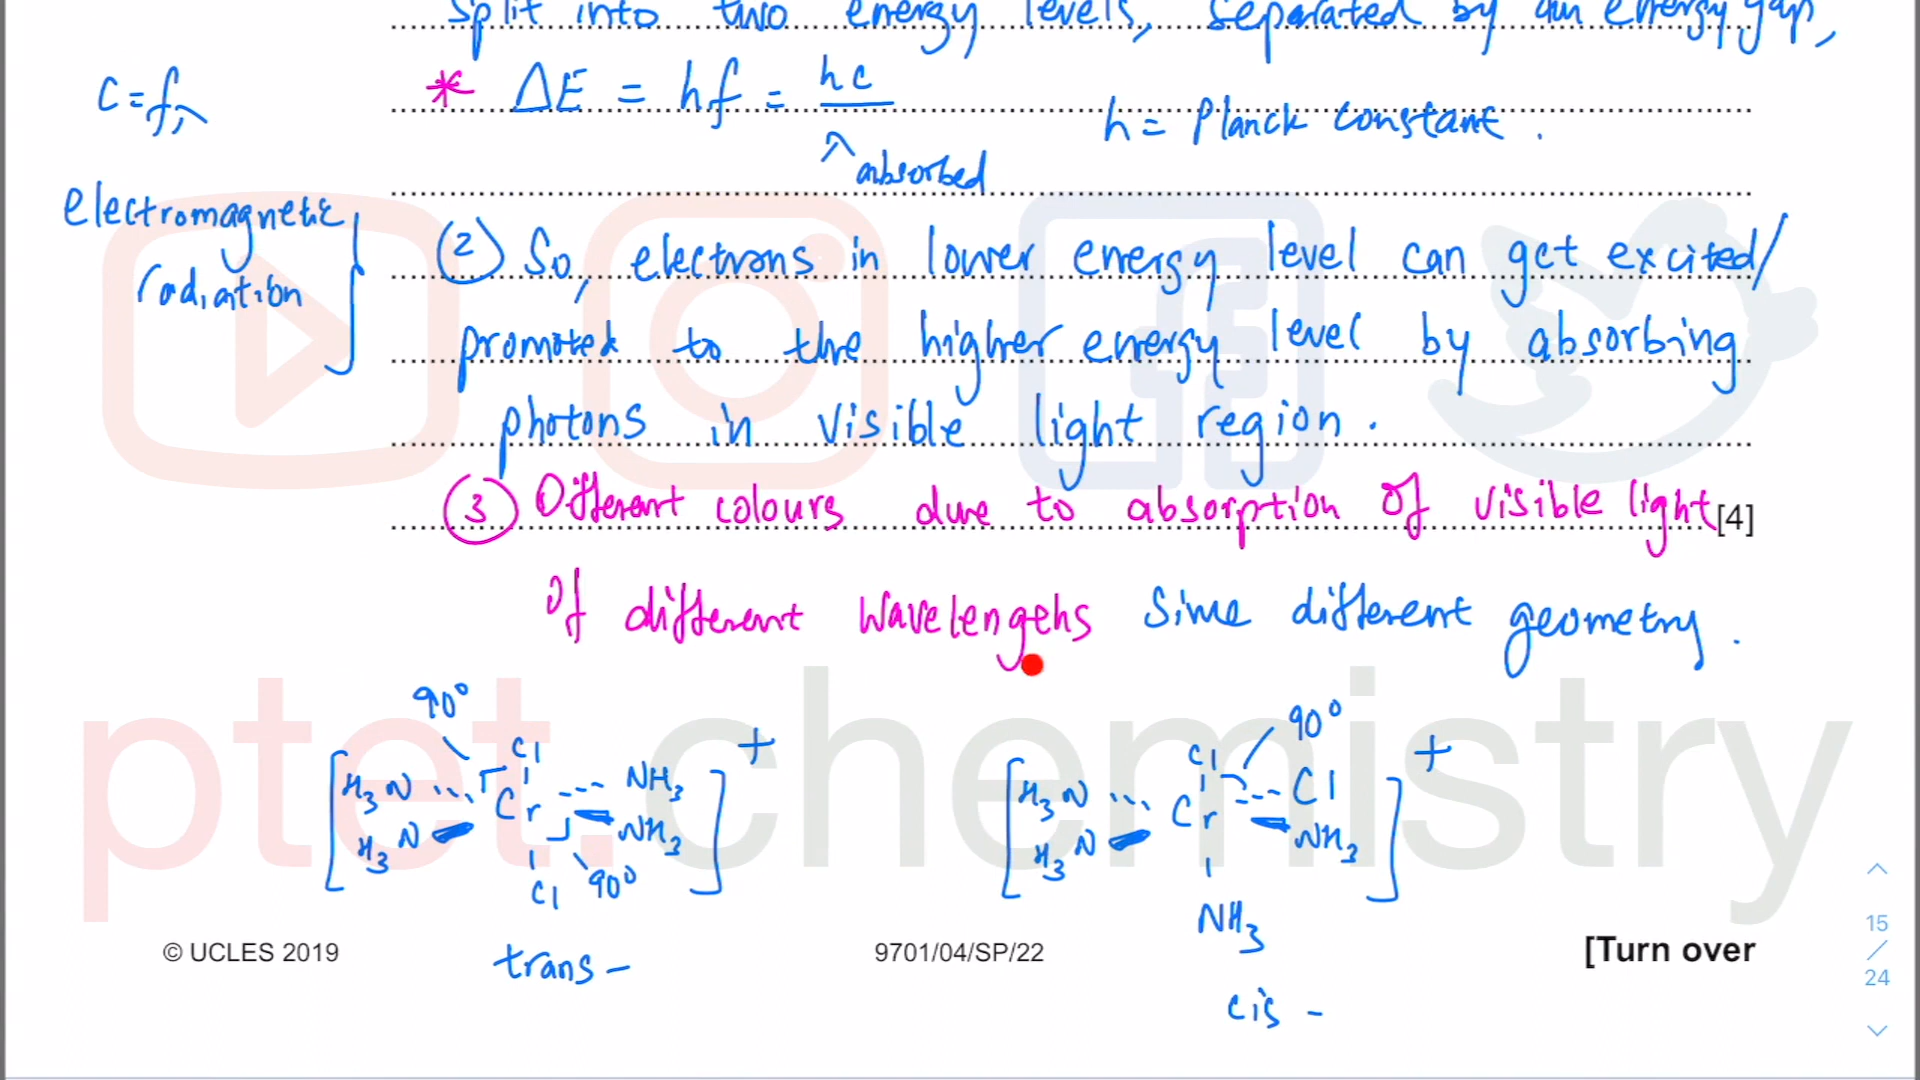 split into two energy levels, separated by an energy gap,
c = fλ
* ΔE = hf = hc / λ absorbed
h = Planck constant.
electromagnetic
radiation
(2) So, electrons in lower energy level can get excited/
promoted to the higher energy level by absorbing
photons in visible light region.
(3) Different colours due to absorption of visible light [4]
of different wavelengths since different geometry.
90° 90°
Cl Cl
+ +
[H₃N Cr NH₃] [H₃N Cr Cl]
H₃N NH₃ H₃N NH₃
Cl 90° NH₃
© UCLES 2019 9701/04/SP/22 [Turn over
trans – cis –
ptet.chemistry
15
/
24